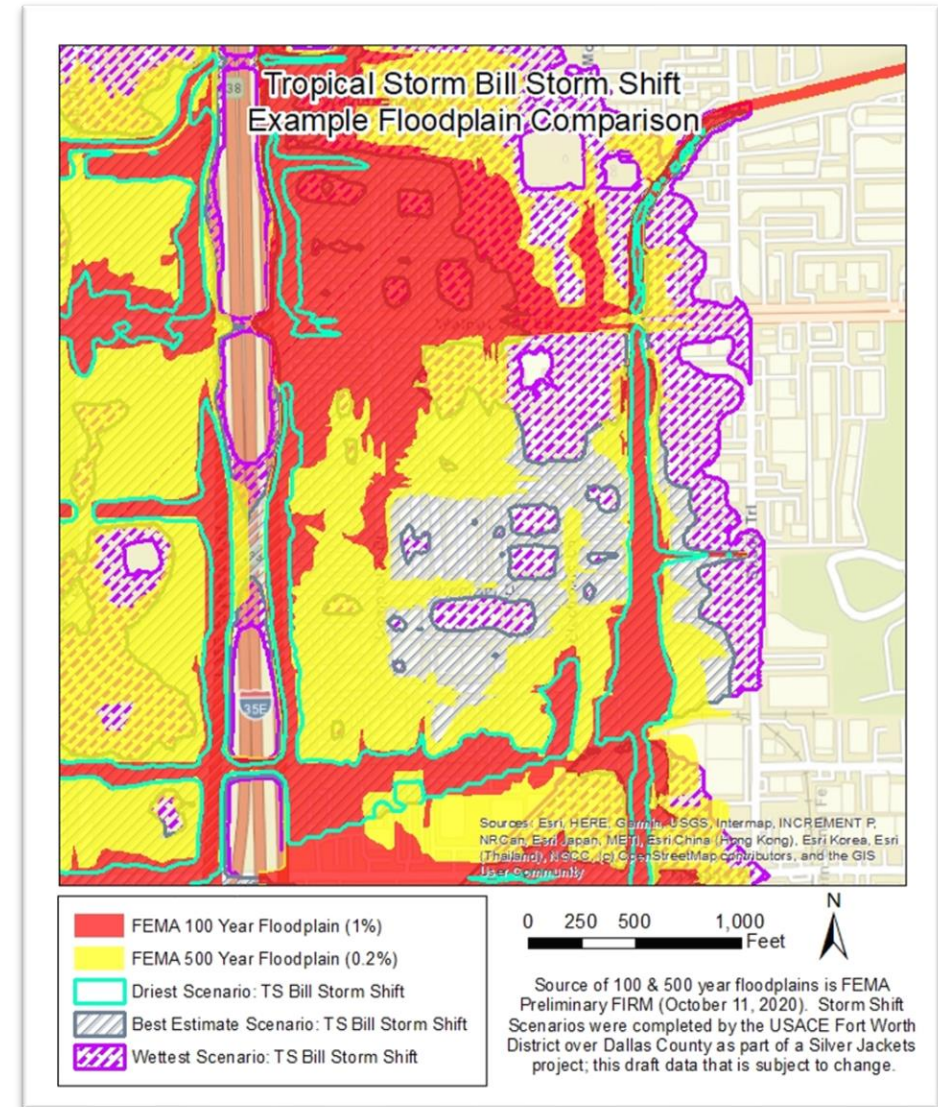 Tropical Storm Bill Storm Shift
Example Floodplain Comparison
38
35E
Sources: Esri, HERE, Garmin, USGS, Intermap, INCREMENT P,
NRCan, Esri Japan, METI, Esri China (Hong Kong), Esri Korea, Esri
(Thailand), NGCC, (c) OpenStreetMap contributors, and the GIS
User Community
FEMA 100 Year Floodplain (1%)
FEMA 500 Year Floodplain (0.2%)
Driest Scenario: TS Bill Storm Shift
Best Estimate Scenario: TS Bill Storm Shift
Wettest Scenario: TS Bill Storm Shift
0 250 500 1,000
Feet
N
Source of 100 & 500 year floodplains is FEMA
Preliminary FIRM (October 11, 2020). Storm Shift
Scenarios were completed by the USACE Fort Worth
District over Dallas County as part of a Silver Jackets
project; this draft data that is subject to change.